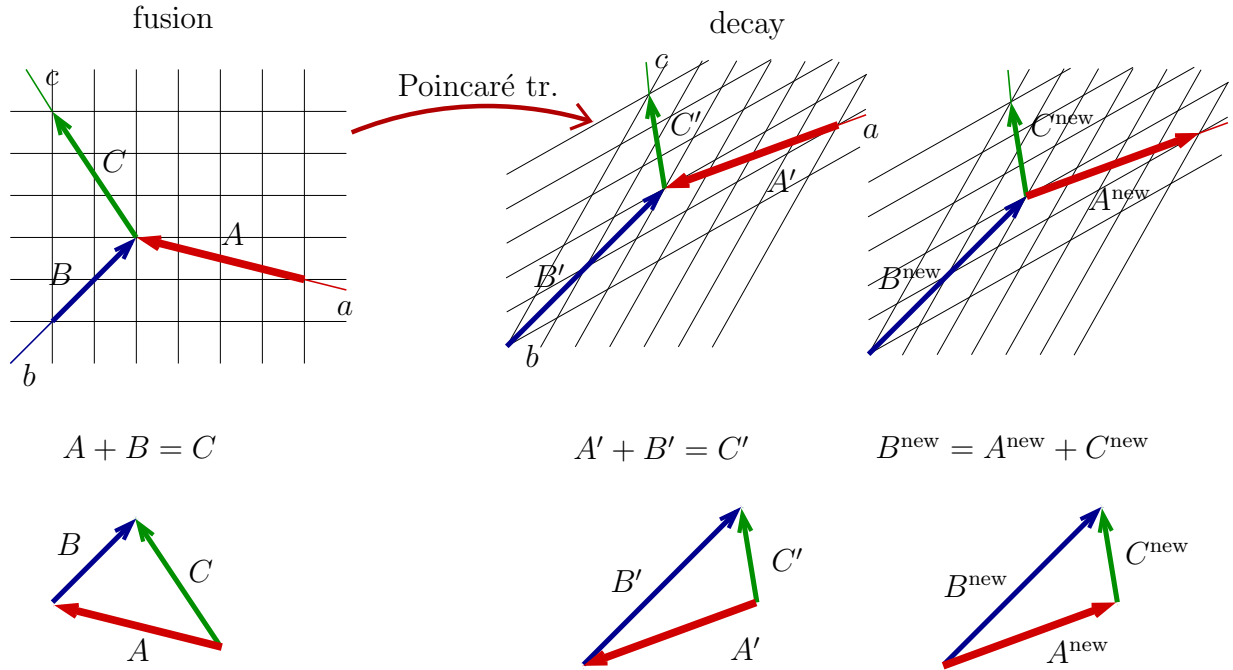 fusion
decay
Poincaré tr.
c
C
A
B
a
b
c
C′
a
A′
B′
b
C^new
A^new
B^new
A + B = C
A′ + B′ = C′
B^new = A^new + C^new
B
C
A
B′
C′
A′
B^new
C^new
A^new